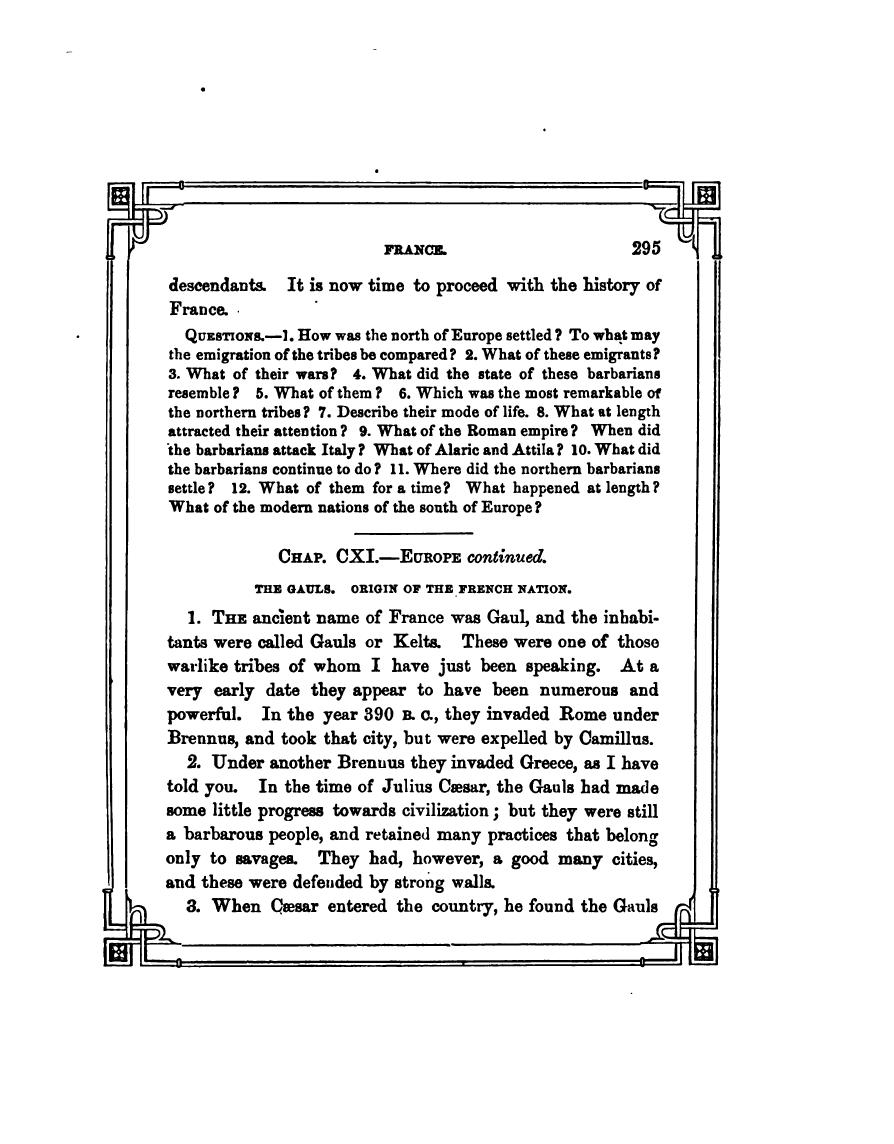 FRANCE. 295
descendants. It is now time to proceed with the history of
France.
QUESTIONS.—1. How was the north of Europe settled? To what may
the emigration of the tribes be compared? 2. What of these emigrants?
3. What of their wars? 4. What did the state of these barbarians
resemble? 5. What of them? 6. Which was the most remarkable of
the northern tribes? 7. Describe their mode of life. 8. What at length
attracted their attention? 9. What of the Roman empire? When did
the barbarians attack Italy? What of Alaric and Attila? 10. What did
the barbarians continue to do? 11. Where did the northern barbarians
settle? 12. What of them for a time? What happened at length?
What of the modern nations of the south of Europe?
CHAP. CXI.—EUROPE continued.
THE GAULS. ORIGIN OF THE FRENCH NATION.
1. THE ancient name of France was Gaul, and the inhabi-
tants were called Gauls or Kelts. These were one of those
warlike tribes of whom I have just been speaking. At a
very early date they appear to have been numerous and
powerful. In the year 390 B. C., they invaded Rome under
Brennus, and took that city, but were expelled by Camillus.
2. Under another Brennus they invaded Greece, as I have
told you. In the time of Julius Cæsar, the Gauls had made
some little progress towards civilization; but they were still
a barbarous people, and retained many practices that belong
only to savages. They had, however, a good many cities,
and these were defended by strong walls.
3. When Cæsar entered the country, he found the Gauls